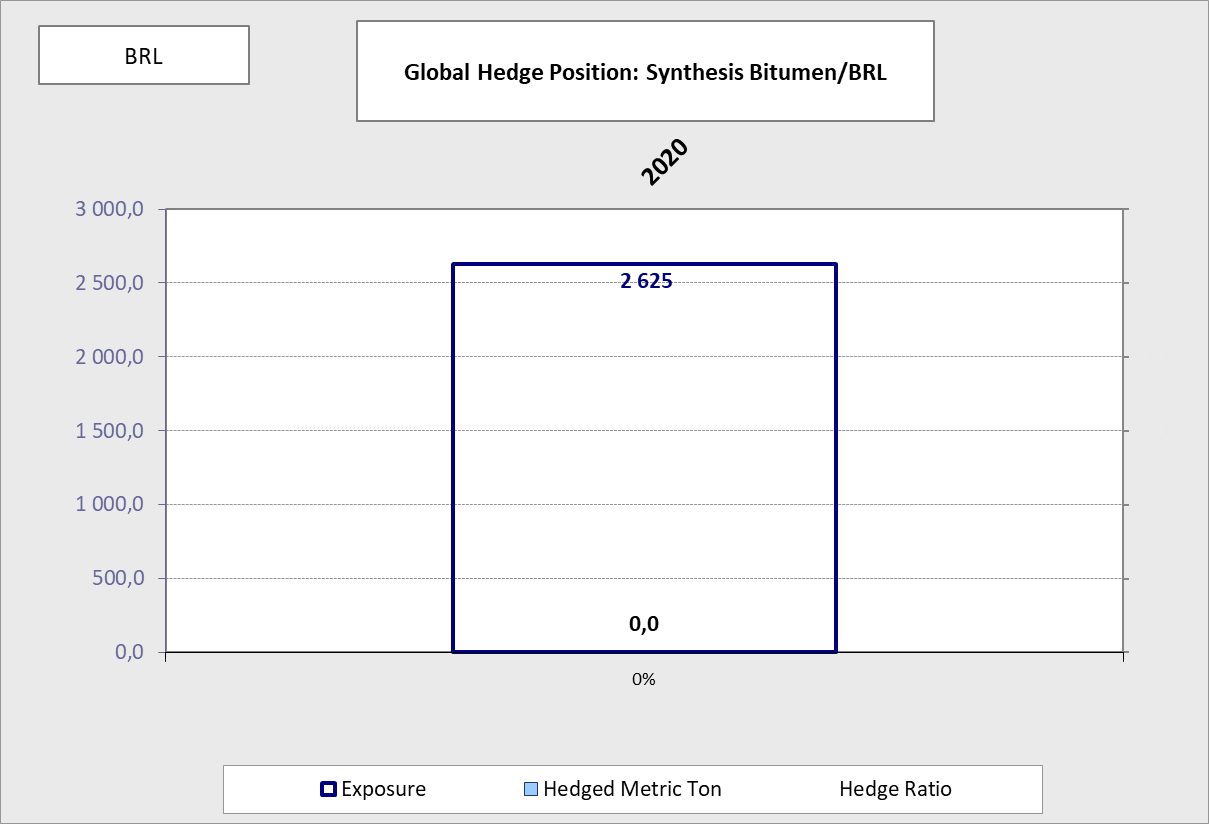 BRL
Global Hedge Position: Synthesis Bitumen/BRL
2020
3 000,0
2 500,0
2 000,0
1 500,0
1 000,0
500,0
0,0
2 625
0,0
0%
Exposure
Hedged Metric Ton
Hedge Ratio